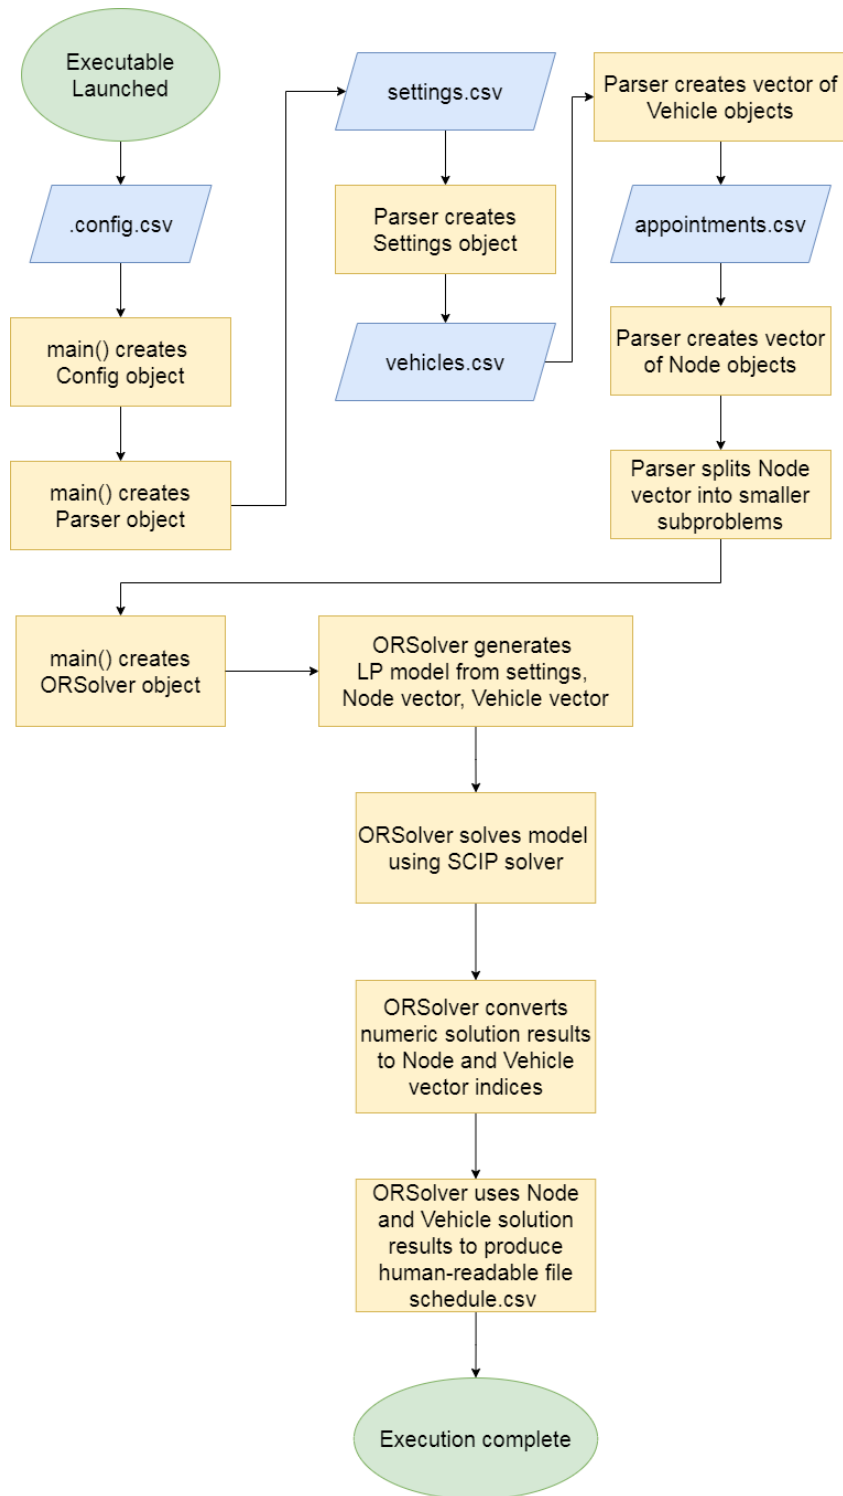 Executable
Launched
.config.csv
main() creates
Config object
main() creates
Parser object
settings.csv
Parser creates
Settings object
vehicles.csv
Parser creates vector of
Vehicle objects
appointments.csv
Parser creates vector
of Node objects
Parser splits Node
vector into smaller
subproblems
main() creates
ORSolver object
ORSolver generates
LP model from settings,
Node vector, Vehicle vector
ORSolver solves model
using SCIP solver
ORSolver converts
numeric solution results
to Node and Vehicle
vector indices
ORSolver uses Node
and Vehicle solution
results to produce
human-readable file
schedule.csv
Execution complete